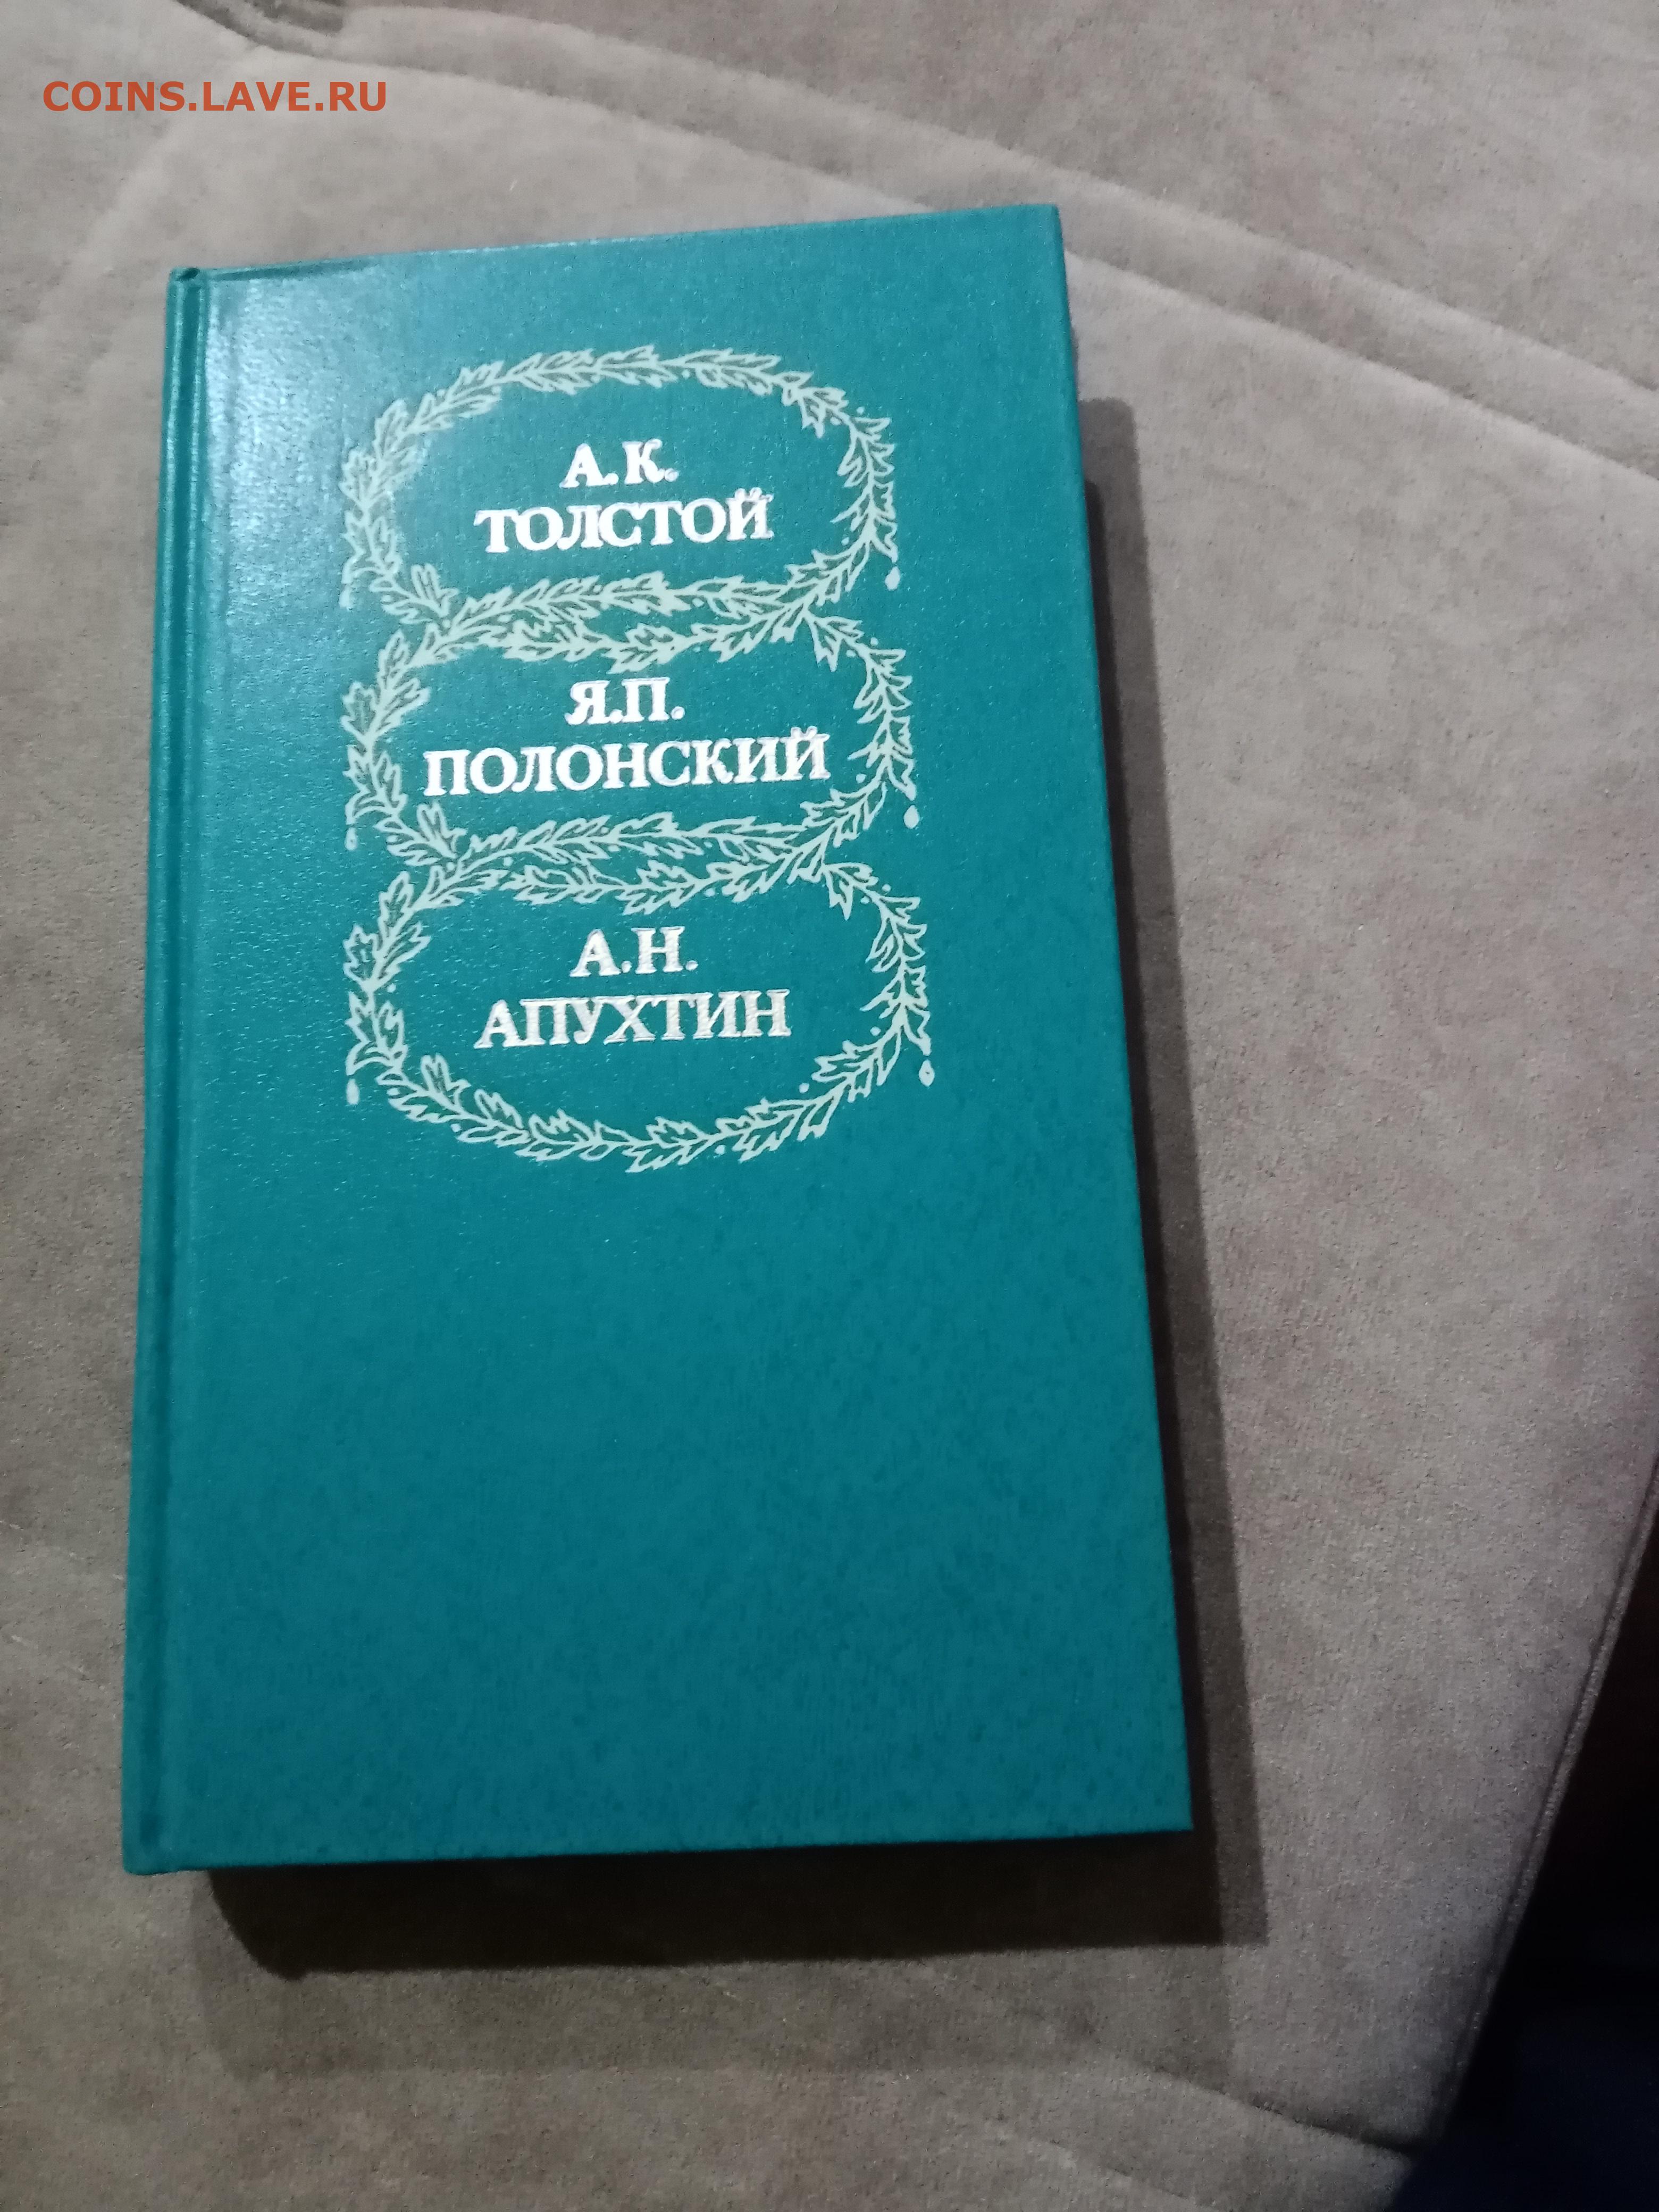 COINS.LAVE.RU
А.К.
ТОЛСТОЙ
Я.П.
ПОЛОНСКИЙ
А.Н.
АПУХТИН